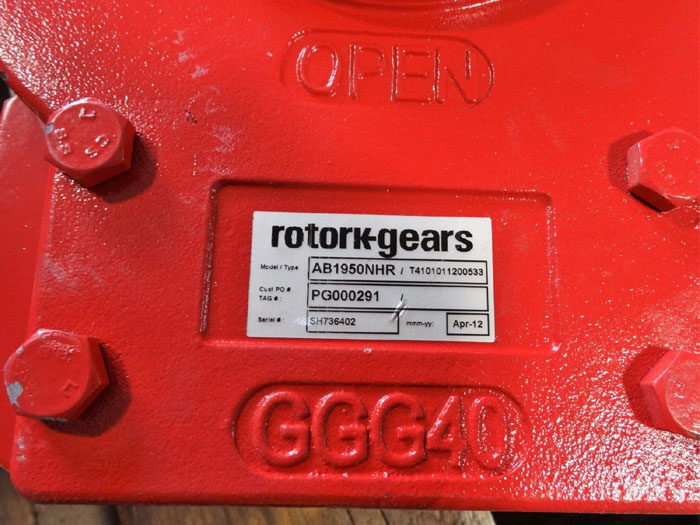 OPEN
rotork-gears
Model / Type: AB1950NHR / T4101011200533
Cust PO.#
TAG #: PG000291
Serial #: SH736402 mmm-yy: Apr-12
GGG40